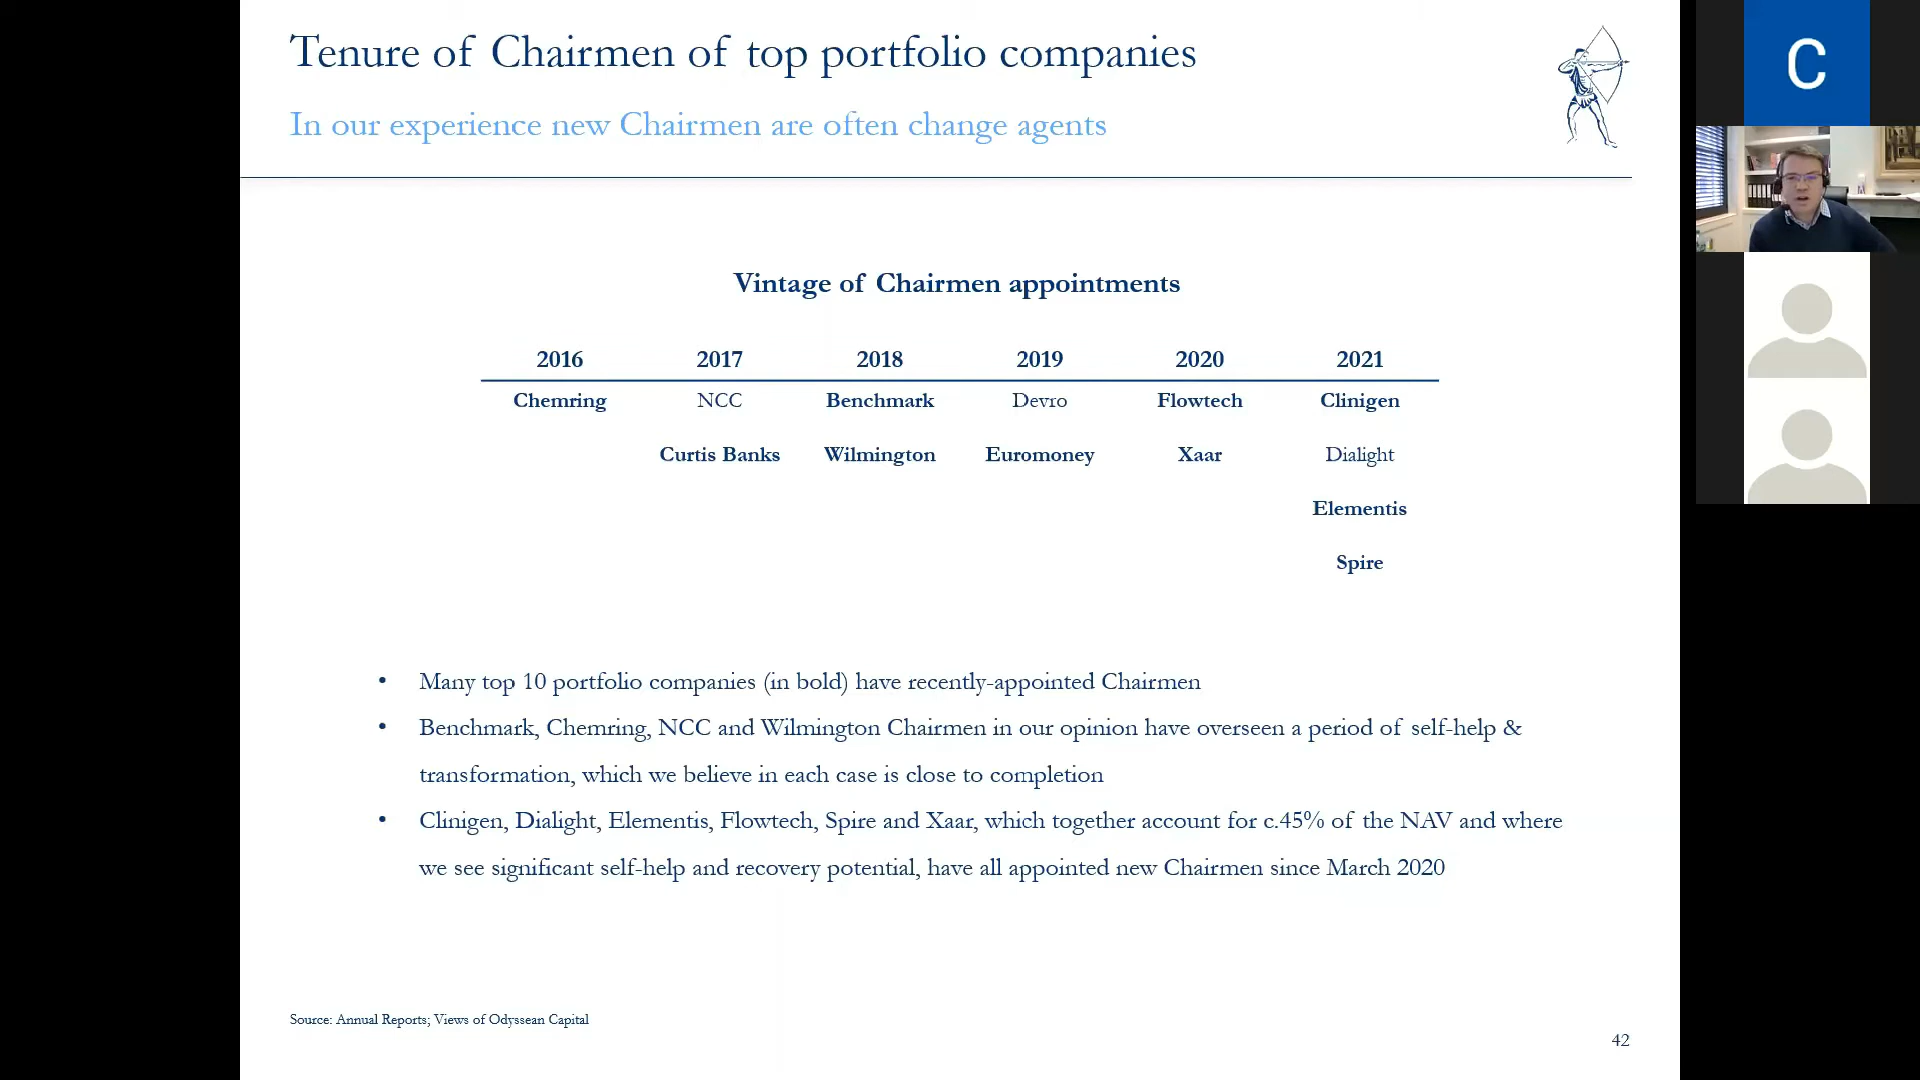 Tenure of Chairmen of top portfolio companies
In our experience new Chairmen are often change agents
C
Vintage of Chairmen appointments
2016 2017 2018 2019 2020 2021
Chemring NCC Benchmark Devro Flowtech Clinigen
Curtis Banks Wilmington Euromoney Xaar Dialight
Elementis
Spire
• Many top 10 portfolio companies (in bold) have recently-appointed Chairmen
• Benchmark, Chemring, NCC and Wilmington Chairmen in our opinion have overseen a period of self-help &
transformation, which we believe in each case is close to completion
• Clinigen, Dialight, Elementis, Flowtech, Spire and Xaar, which together account for c.45% of the NAV and where
we see significant self-help and recovery potential, have all appointed new Chairmen since March 2020
Source: Annual Reports; Views of Odyssean Capital
42